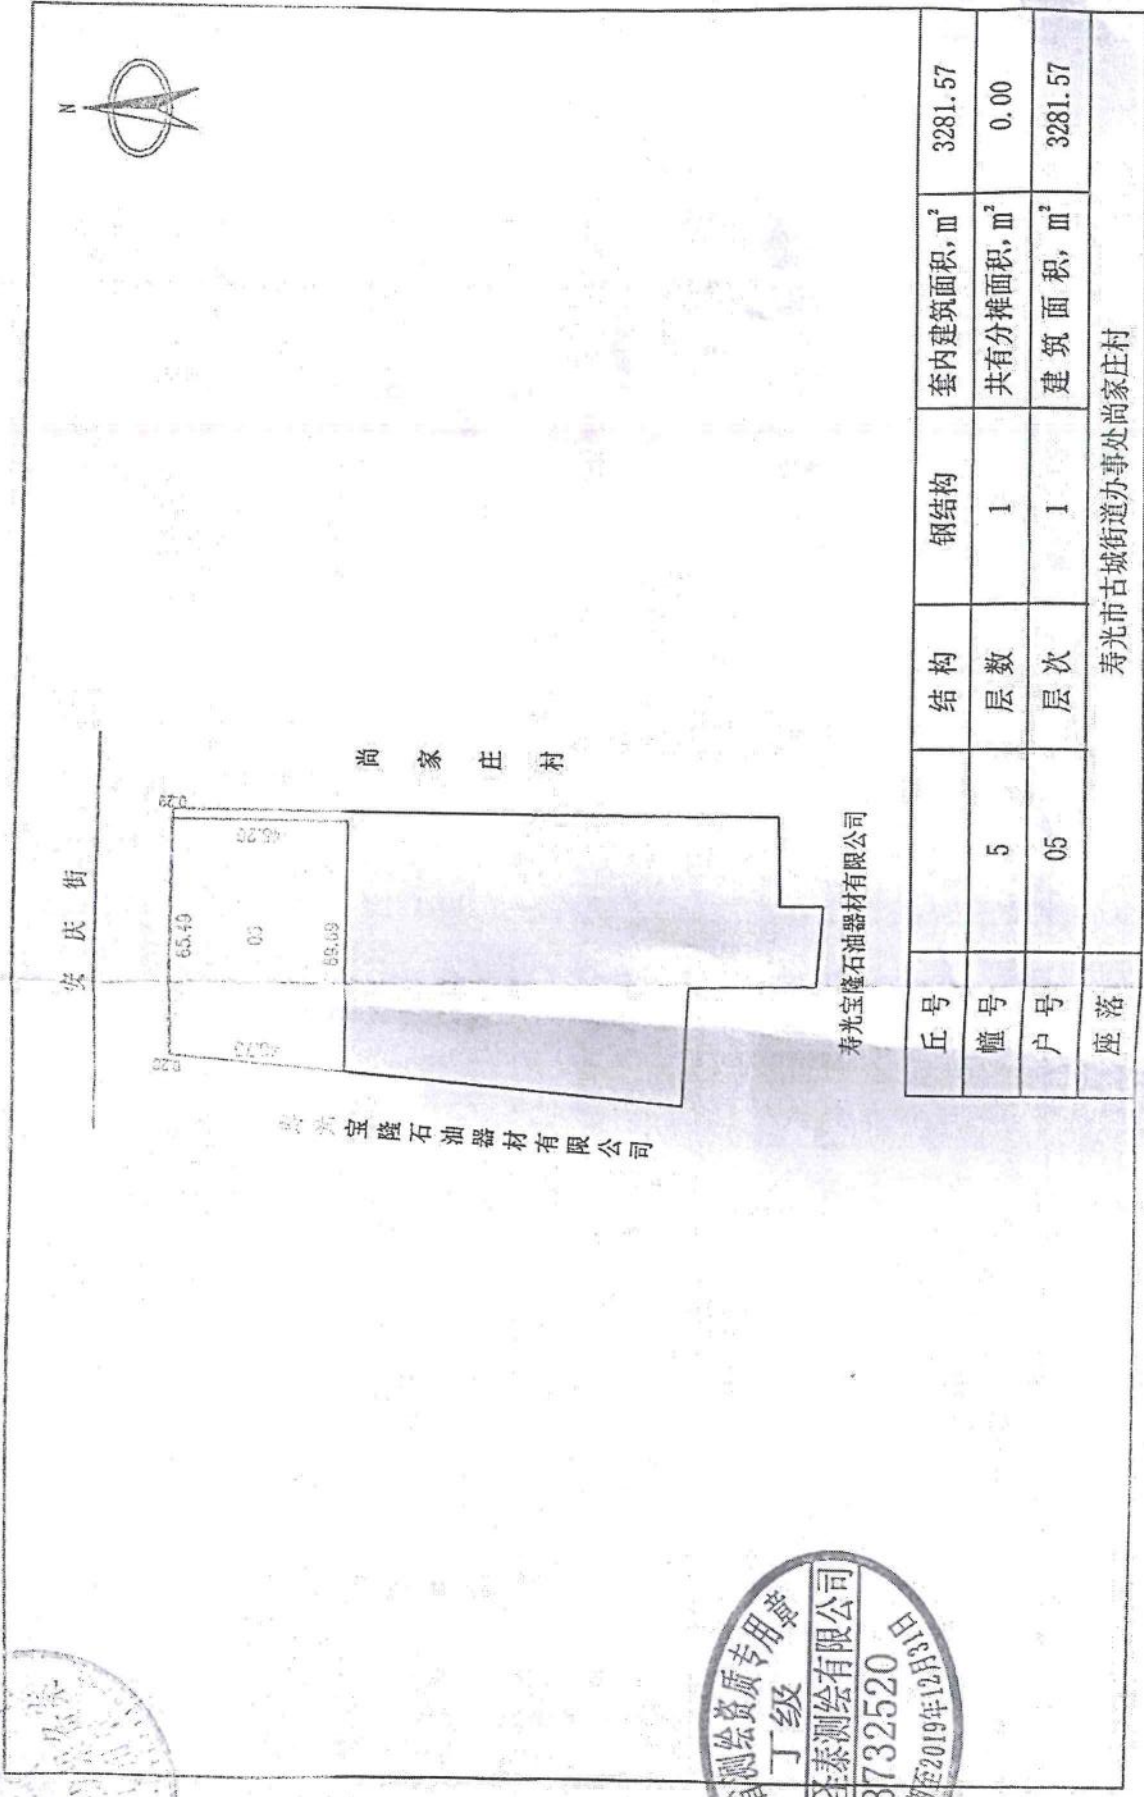 N
安庆街
0.29
65.49
0.29
69.69
尚家庄村
宝隆石油器材有限公司
寿光宝隆石油器材有限公司
丘号 结构 钢结构 套内建筑面积,m² 3281.57
幢号 5 层数 1 共有分摊面积,m² 0.00
户号 05 层次 1 建筑面积,m² 3281.57
座落 寿光市古城街道办事处尚家庄村
测绘资质专用章
丁级
泰测绘有限公司
3732520
至2019年12月31日